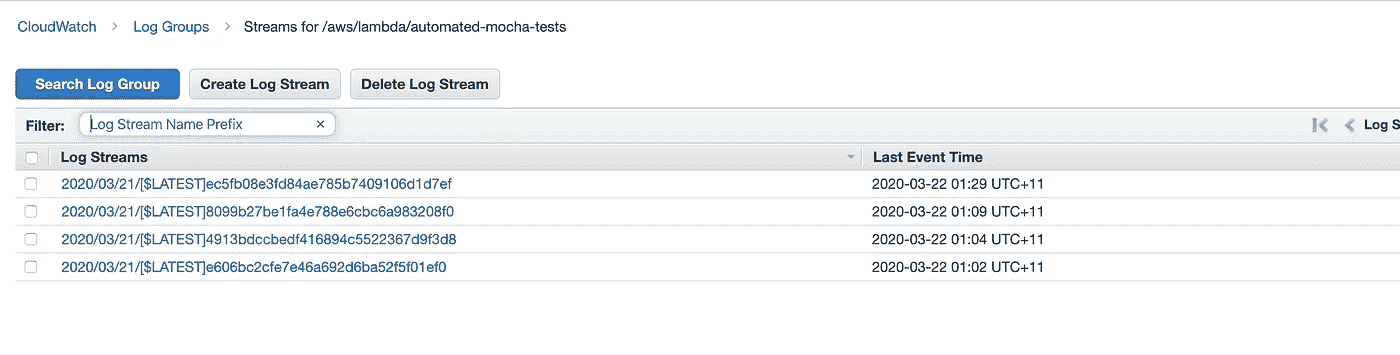 CloudWatch > Log Groups > Streams for /aws/lambda/automated-mocha-tests
Search Log Group Create Log Stream Delete Log Stream
Filter: Log Stream Name Prefix × Log S
Log Streams Last Event Time
2020/03/21/[$LATEST]ec5fb08e3fd84ae785b7409106d1d7ef 2020-03-22 01:29 UTC+11
2020/03/21/[$LATEST]8099b27be1fa4e788e6cbc6a983208f0 2020-03-22 01:09 UTC+11
2020/03/21/[$LATEST]4913bdccbedf416894c5522367d9f3d8 2020-03-22 01:04 UTC+11
2020/03/21/[$LATEST]e606bc2cfe7e46a692d6ba52f5f01ef0 2020-03-22 01:02 UTC+11